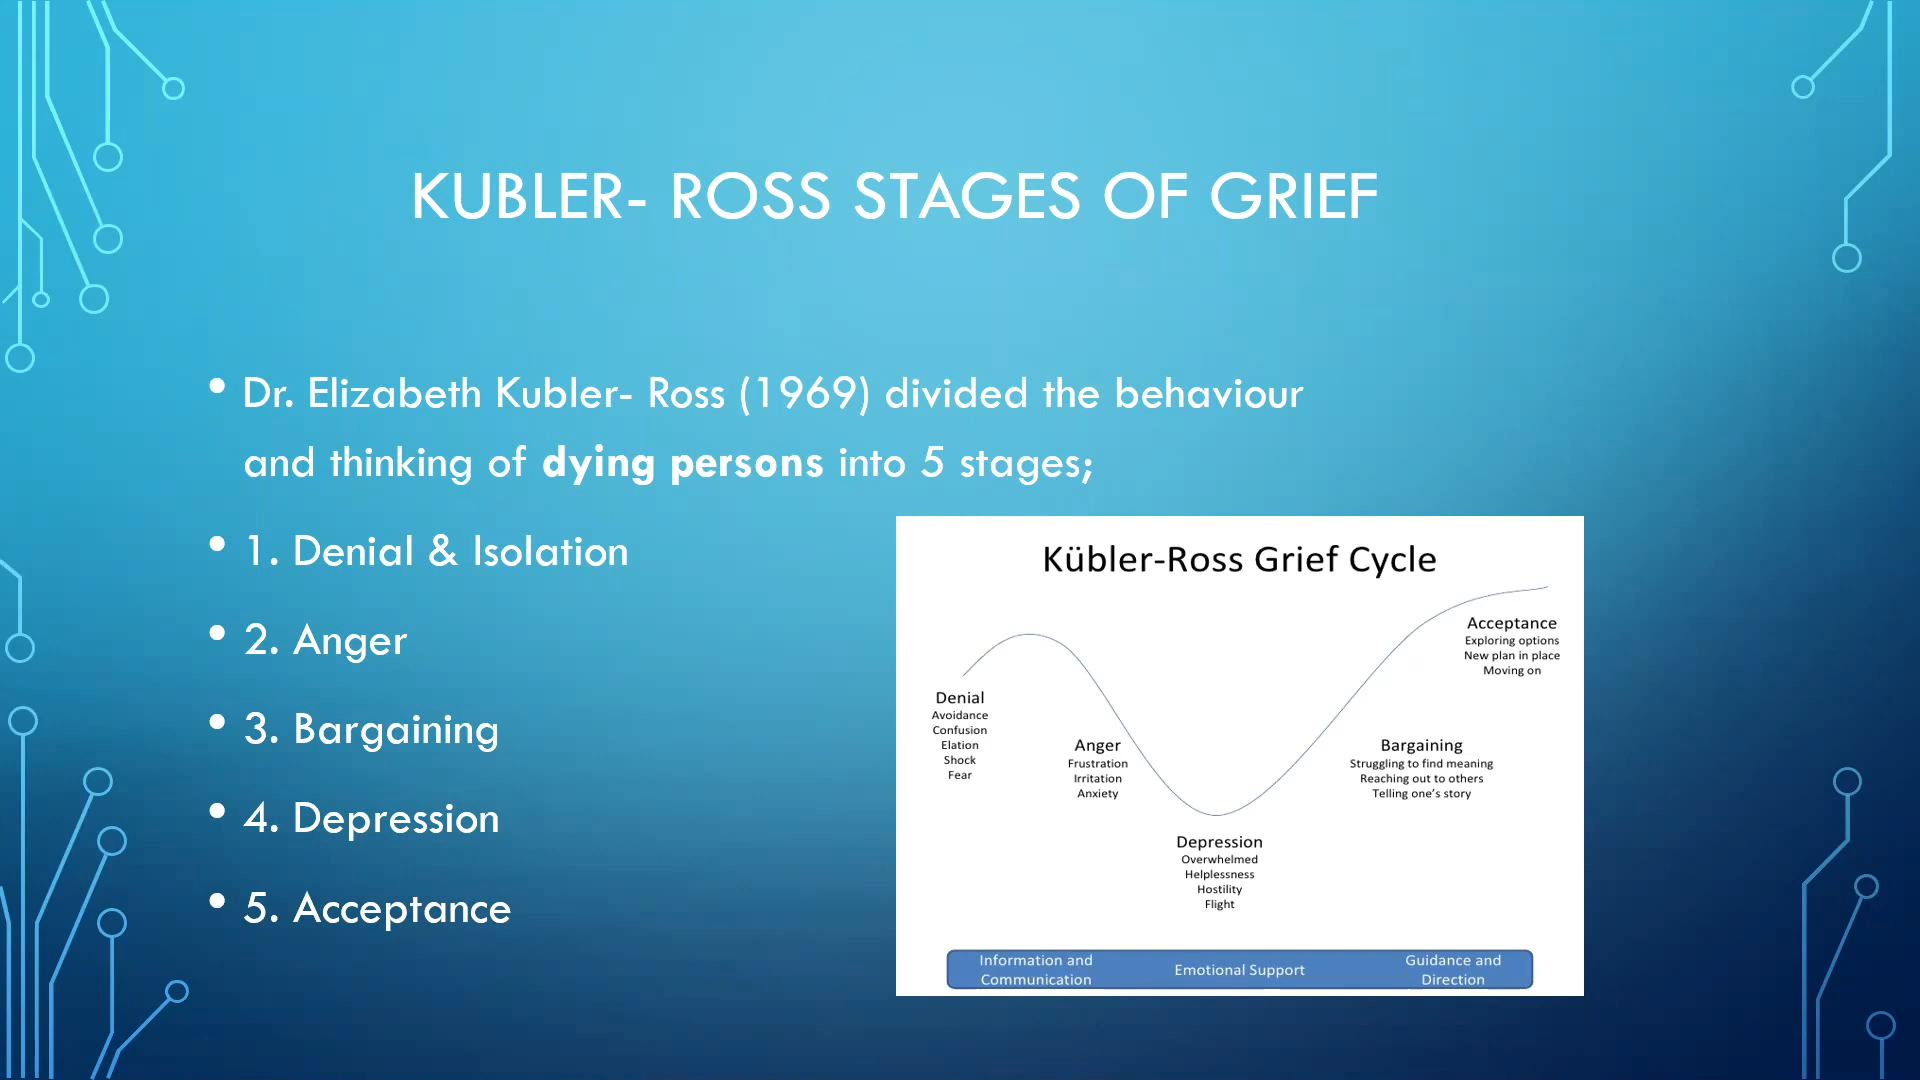 KUBLER- ROSS STAGES OF GRIEF
• Dr. Elizabeth Kubler- Ross (1969) divided the behaviour
and thinking of dying persons into 5 stages;
• 1. Denial & Isolation
• 2. Anger
• 3. Bargaining
• 4. Depression
• 5. Acceptance
Kübler-Ross Grief Cycle
Denial
Avoidance
Confusion
Elation
Shock
Fear
Anger
Frustration
Irritation
Anxiety
Depression
Overwhelmed
Helplessness
Hostility
Flight
Bargaining
Struggling to find meaning
Reaching out to others
Telling one's story
Acceptance
Exploring options
New plan in place
Moving on
Information and
Communication
Emotional Support
Guidance and
Direction